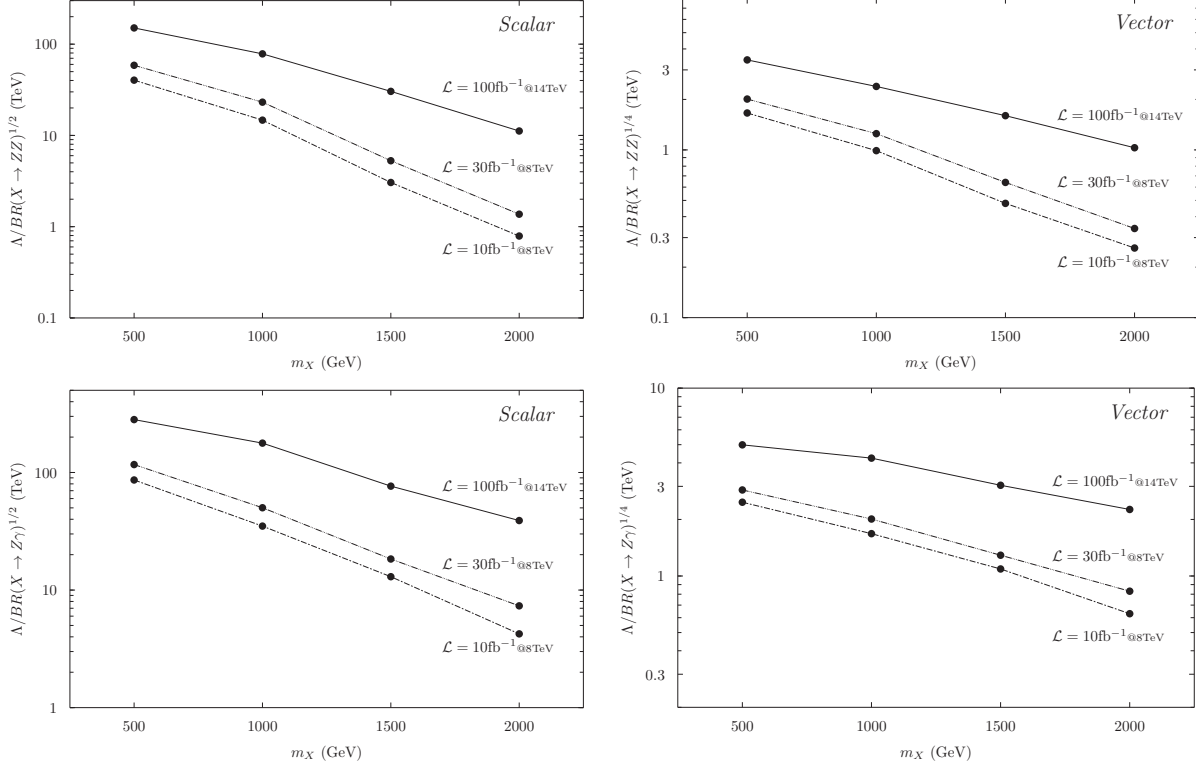 Scalar
100
10
1
0.1
Λ/BR(X → ZZ)^{1/2} (TeV)
ℒ = 100fb⁻¹@14TeV
ℒ = 30fb⁻¹@8TeV
ℒ = 10fb⁻¹@8TeV
500 1000 1500 2000
m_X (GeV)
Vector
3
1
0.3
0.1
Λ/BR(X → ZZ)^{1/4} (TeV)
ℒ = 100fb⁻¹@14TeV
ℒ = 30fb⁻¹@8TeV
ℒ = 10fb⁻¹@8TeV
500 1000 1500 2000
m_X (GeV)
Scalar
100
10
1
Λ/BR(X → Zγ)^{1/2} (TeV)
ℒ = 100fb⁻¹@14TeV
ℒ = 30fb⁻¹@8TeV
ℒ = 10fb⁻¹@8TeV
500 1000 1500 2000
m_X (GeV)
Vector
10
3
1
0.3
Λ/BR(X → Zγ)^{1/4} (TeV)
ℒ = 100fb⁻¹@14TeV
ℒ = 30fb⁻¹@8TeV
ℒ = 10fb⁻¹@8TeV
500 1000 1500 2000
m_X (GeV)